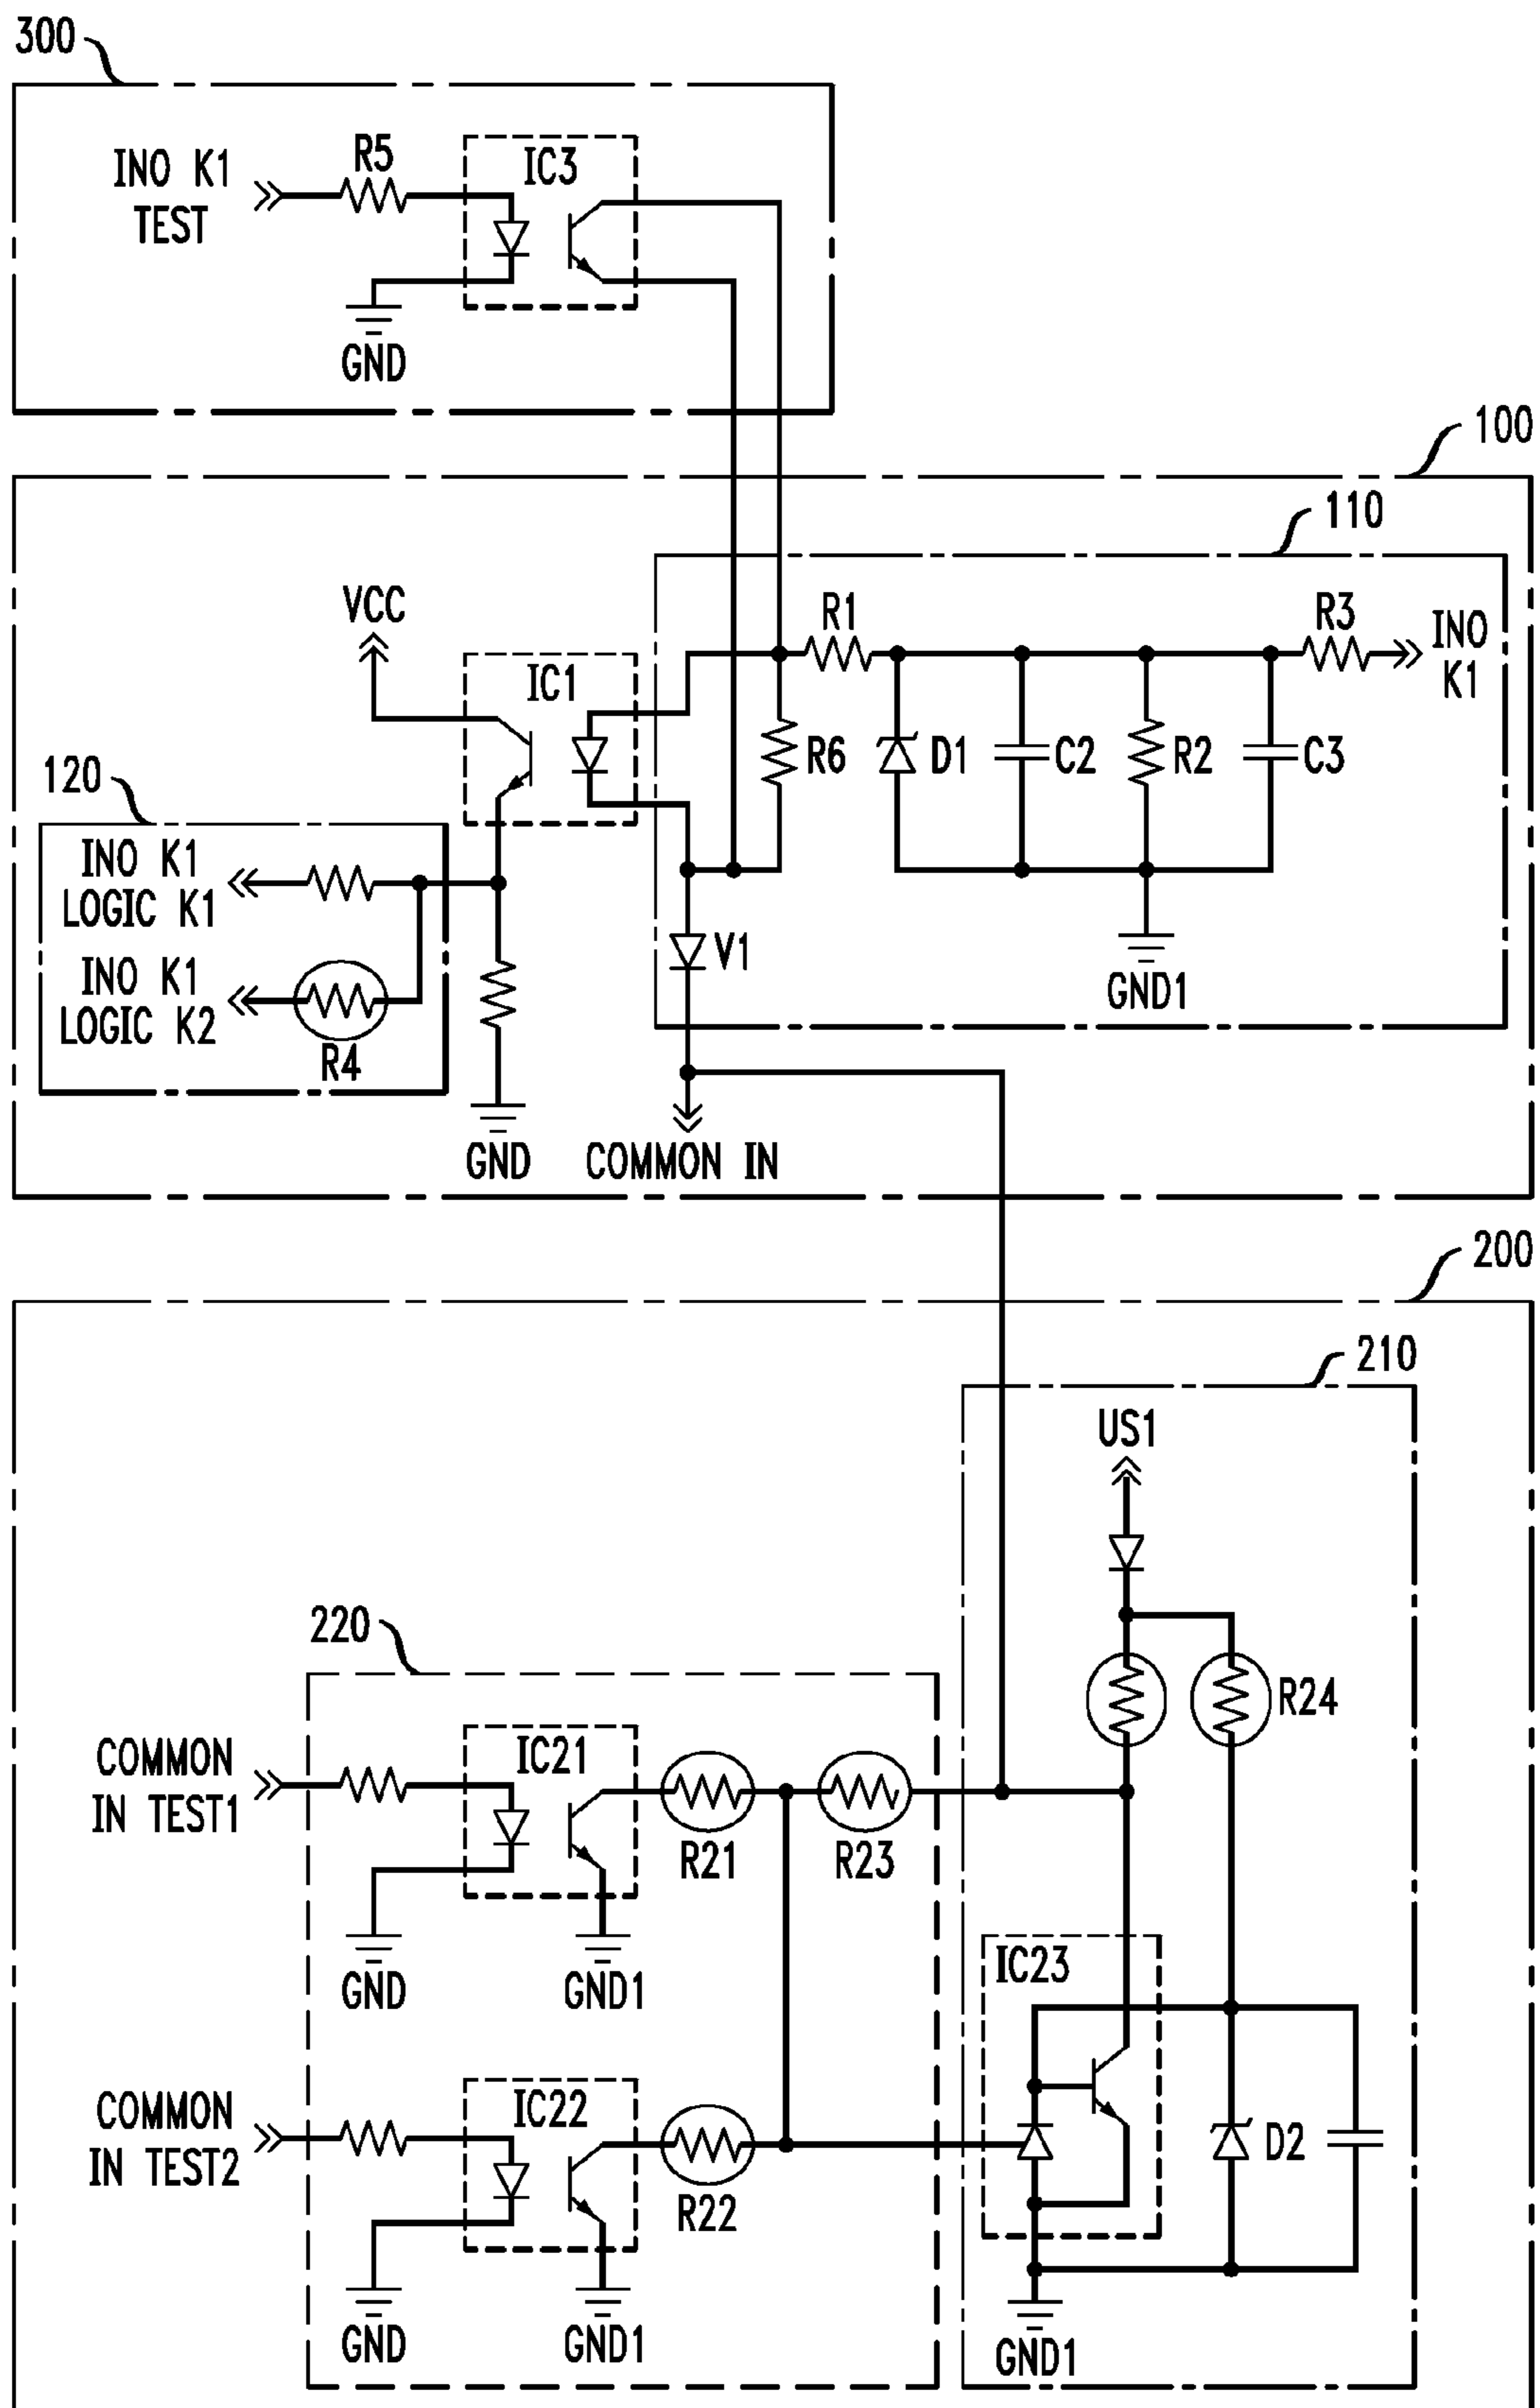 300
INO K1
TEST
R5
IC3
GND
100
110
VCC
IC1
R1
R3
INO
K1
R6
D1
C2
R2
C3
120
INO K1
LOGIC K1
INO K1
LOGIC K2
R4
V1
GND1
GND
COMMON IN
200
210
US1
220
R24
COMMON
IN TEST1
IC21
R21
R23
GND
GND1
IC23
COMMON
IN TEST2
IC22
R22
D2
GND
GND1
GND1